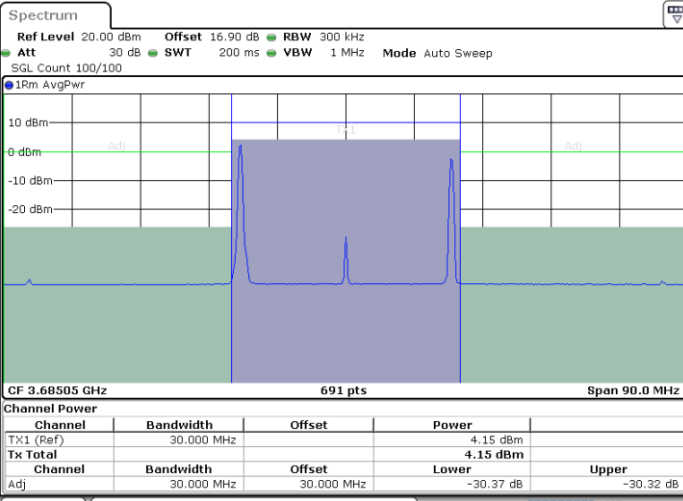 Spectrum
Ref Level 20.00 dBm Offset 16.90 dB RBW 300 kHz
Att 30 dB SWT 200 ms VBW 1 MHz Mode Auto Sweep
SGL Count 100/100
1Rm AvgPwr
10 dBm
TX1
Adj Adj
0 dBm
-10 dBm
-20 dBm
CF 3.68505 GHz 691 pts Span 90.0 MHz
Channel Power
Channel Bandwidth Offset Power
TX1 (Ref) 30.000 MHz 4.15 dBm
Tx Total 4.15 dBm
Channel Bandwidth Offset Lower Upper
Adj 30.000 MHz 30.000 MHz -30.37 dB -30.32 dB